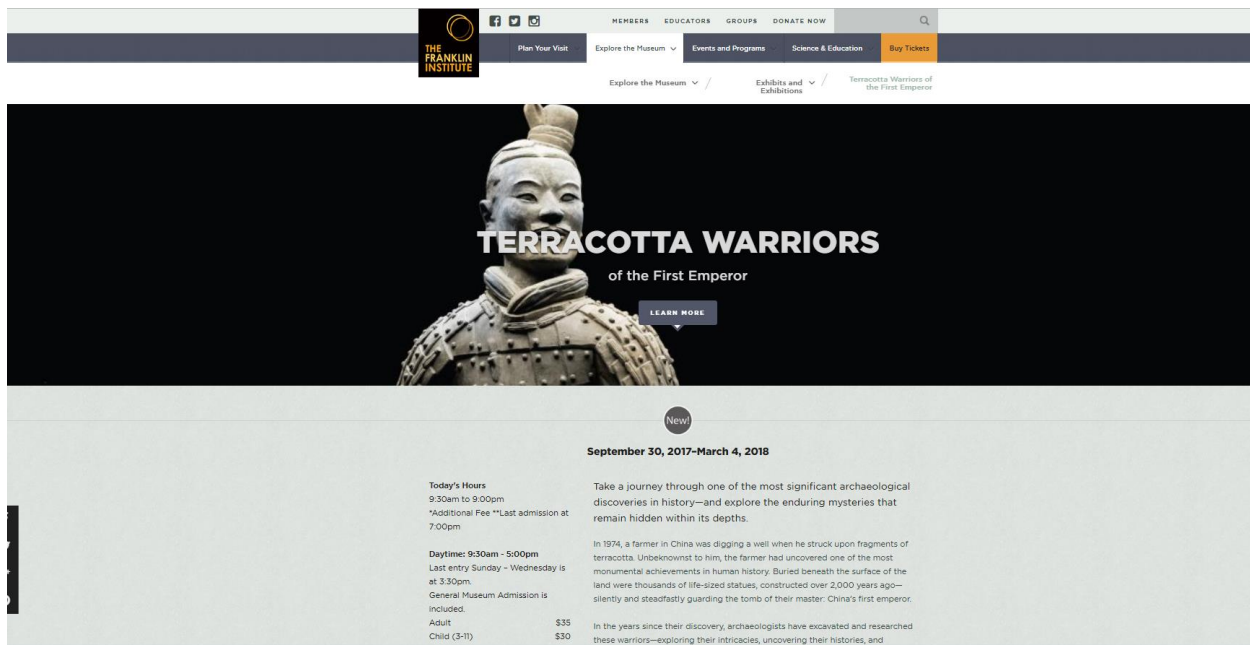 MEMBERS EDUCATORS GROUPS DONATE NOW
THE
FRANKLIN
INSTITUTE
Plan Your Visit Explore the Museum Events and Programs Science & Education Buy Tickets
Explore the Museum / Exhibits and Exhibitions / Terracotta Warriors of the First Emperor
TERRACOTTA WARRIORS
of the First Emperor
LEARN MORE
New!
September 30, 2017–March 4, 2018
Today's Hours
9:30am to 9:00pm
*Additional Fee **Last admission at
7:00pm
Daytime: 9:30am - 5:00pm
Last entry Sunday – Wednesday is
at 3:30pm.
General Museum Admission is
included.
Adult $35
Child (3-11) $30
Take a journey through one of the most significant archaeological
discoveries in history—and explore the enduring mysteries that
remain hidden within its depths.
In 1974, a farmer in China was digging a well when he struck upon fragments of
terracotta. Unbeknownst to him, the farmer had uncovered one of the most
monumental achievements in human history. Buried beneath the surface of the
land were thousands of life-sized statues, constructed over 2,000 years ago—
silently and steadfastly guarding the tomb of their master: China's first emperor.
In the years since their discovery, archaeologists have excavated and researched
these warriors—exploring their intricacies, uncovering their histories, and